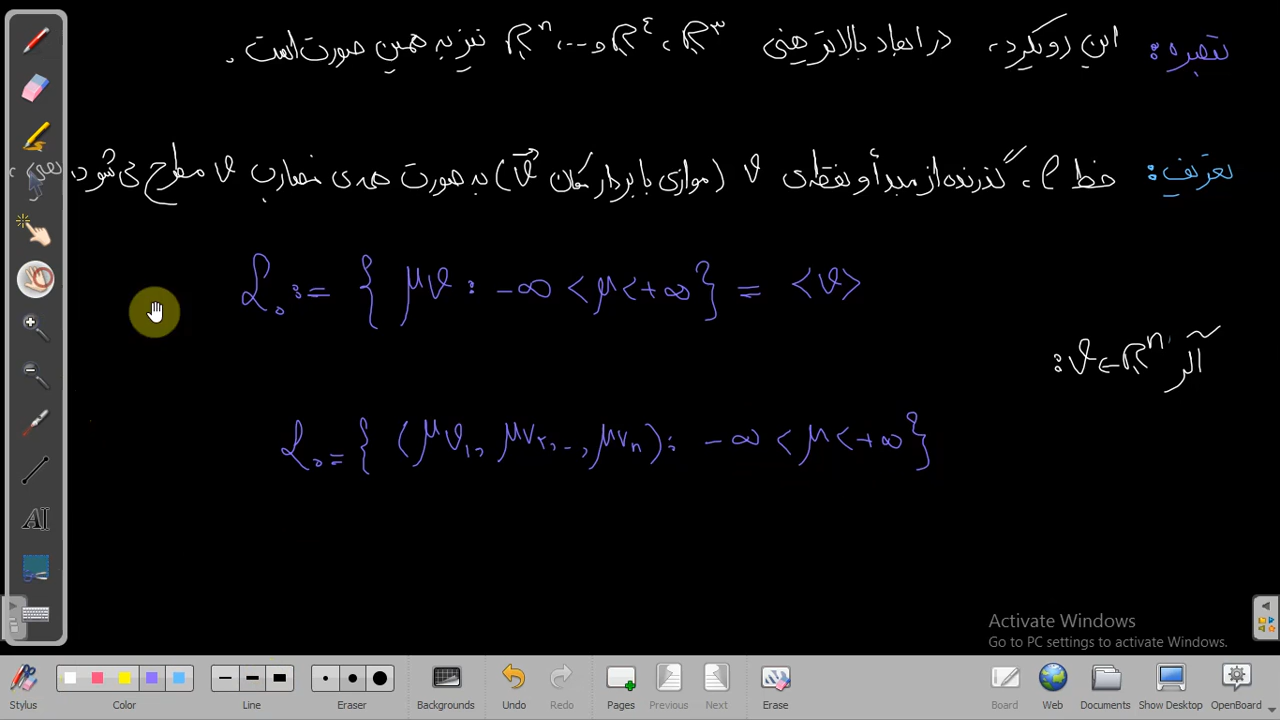 تبصره: این رویکرد، در ابعاد بالاتر یعنی ℝ³، ℝ⁴، ...، ℝⁿ نیز به همین صورت است.
تعریف: خط ℓ، گذرنده از مبدأ و نقطه‌ی v (موازی با بردار مکان v⃗) به صورت همه‌ی مضارب v مطرح می‌شود، یعنی
ℒ₀ := { μv : −∞ < μ < +∞ } = <v>
اگر v ∈ ℝⁿ :
ℒ₀ = { (μv₁, μv₂, ..., μvₙ) : −∞ < μ < +∞ }
Activate Windows
Go to PC settings to activate Windows.
Stylus Color Line Eraser Backgrounds Undo Redo Pages Previous Next Erase Board Web Documents Show Desktop OpenBoard